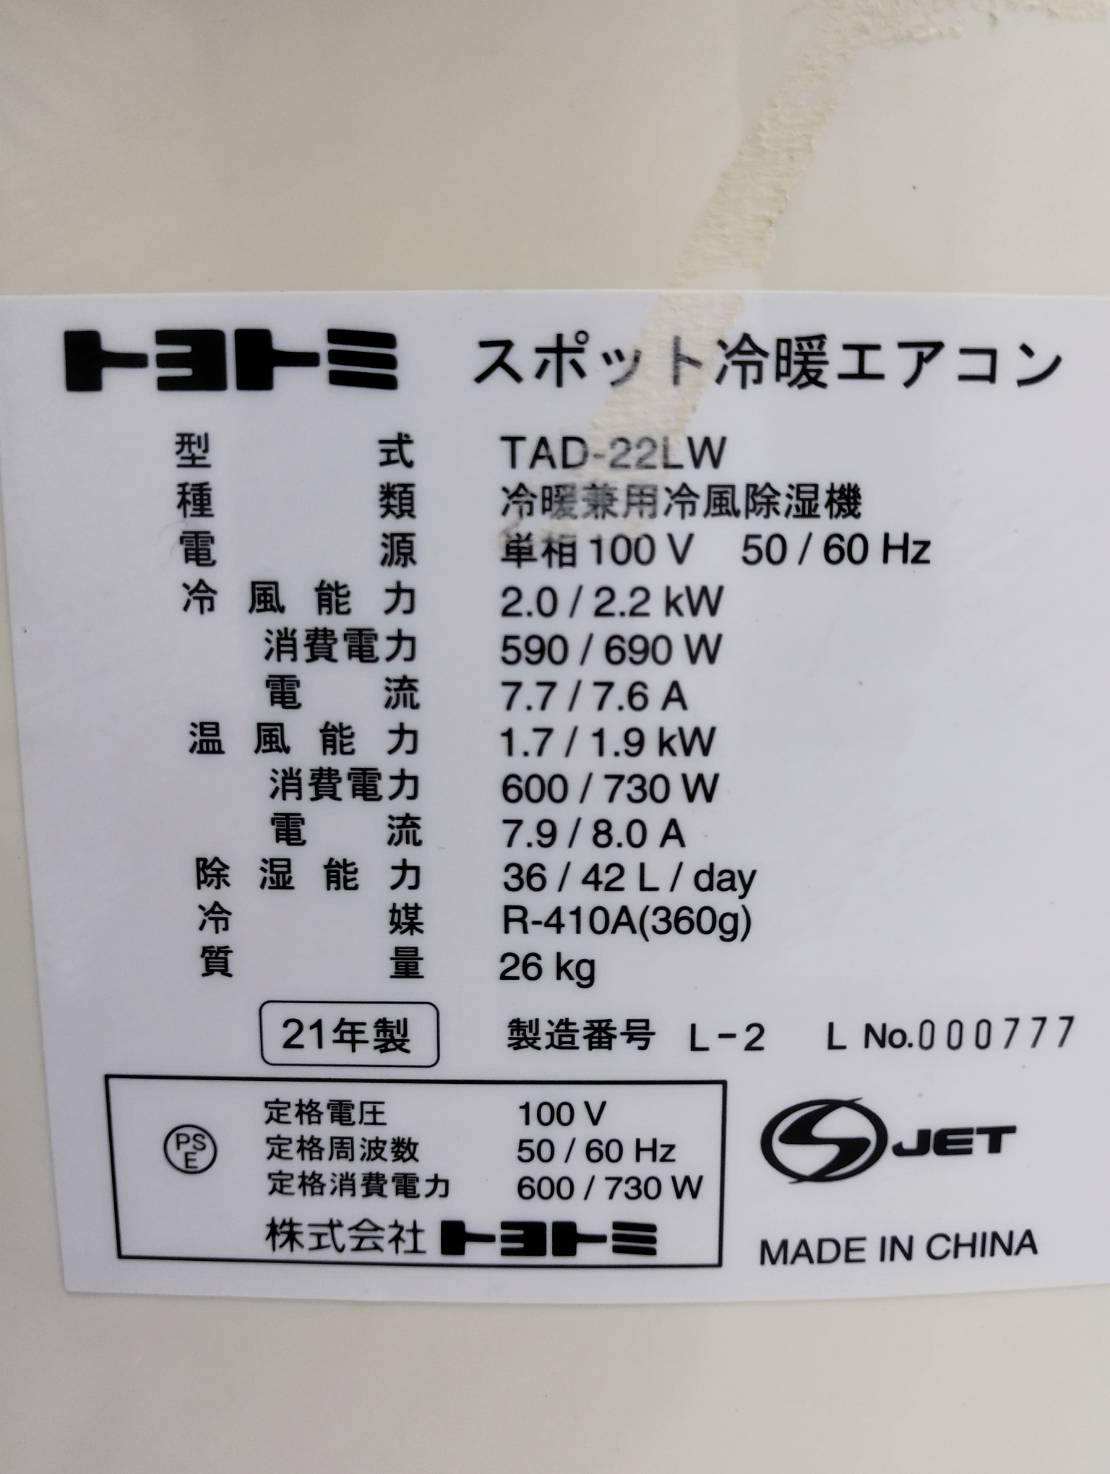 トヨトミ スポット冷暖エアコン
型式 TAD-22LW
種類 冷暖兼用冷風除湿機
電源 単相100 V 50 / 60 Hz
冷風能力 2.0 / 2.2 kW
消費電力 590 / 690 W
電流 7.7 / 7.6 A
温風能力 1.7 / 1.9 kW
消費電力 600 / 730 W
電流 7.9 / 8.0 A
除湿能力 36 / 42 L / day
冷媒 R-410A(360g)
質量 26 kg
21年製 製造番号 L-2 L No.000777
PS
E
定格電圧 100 V
定格周波数 50 / 60 Hz
定格消費電力 600 / 730 W
株式会社トヨトミ
JET
MADE IN CHINA